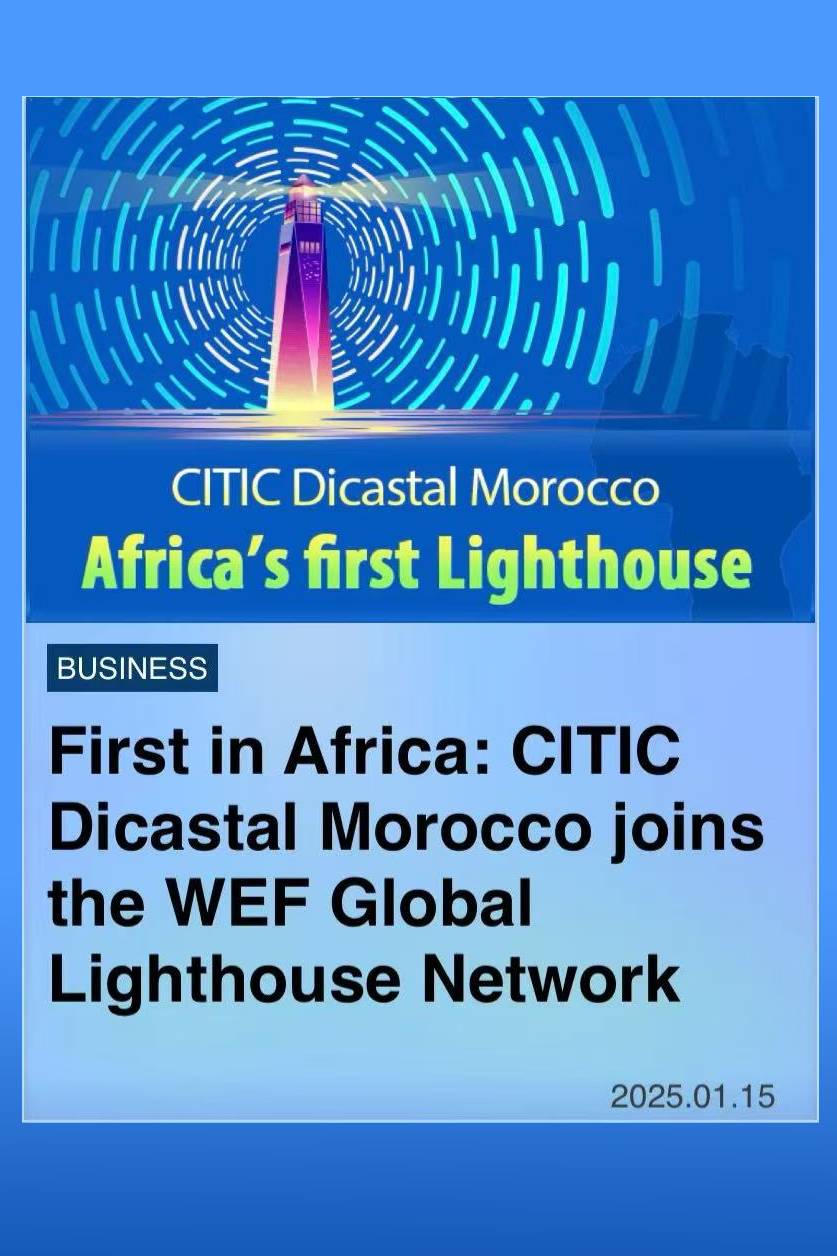 CITIC Dicastal Morocco
Africa’s first Lighthouse
BUSINESS
First in Africa: CITIC
Dicastal Morocco joins
the WEF Global
Lighthouse Network
2025.01.15